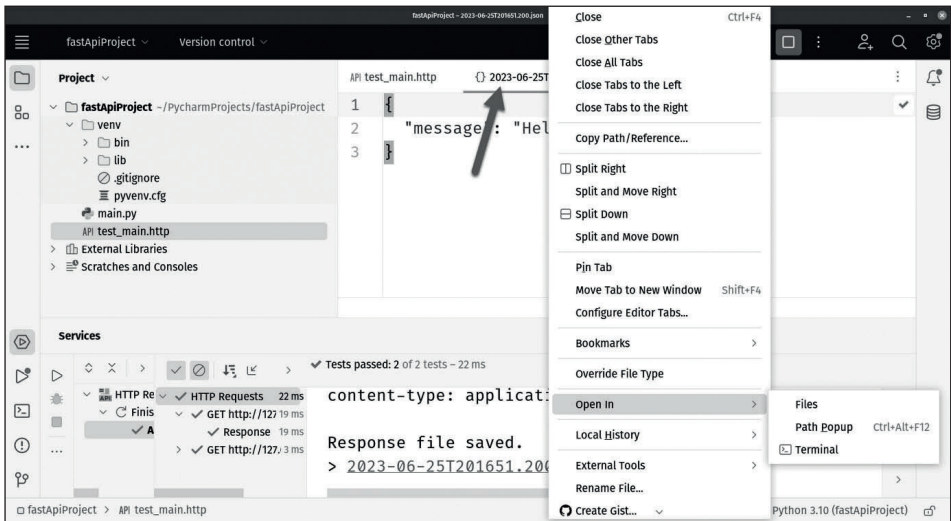 fastApiProject – 2023-06-25T201651.200.json
fastApiProject
Version control
Project
fastApiProject ~/PycharmProjects/fastApiProject
venv
bin
lib
.gitignore
pyvenv.cfg
main.py
API test_main.http
External Libraries
Scratches and Consoles
API test_main.http
{} 2023-06-25T
1 {
2 "message": "Hel
3 }
Close Ctrl+F4
Close Other Tabs
Close All Tabs
Close Tabs to the Left
Close Tabs to the Right
Copy Path/Reference...
Split Right
Split and Move Right
Split Down
Split and Move Down
Pin Tab
Move Tab to New Window Shift+F4
Configure Editor Tabs...
Bookmarks
Override File Type
Open In
Local History
External Tools
Rename File...
Create Gist...
Files
Path Popup Ctrl+Alt+F12
Terminal
Services
Tests passed: 2 of 2 tests – 22 ms
API HTTP Re
Finis
A
HTTP Requests 22 ms
GET http://127 19 ms
Response 19 ms
GET http://127. 3 ms
content-type: applicati
Response file saved.
> 2023-06-25T201651.200
fastApiProject > API test_main.http
Python 3.10 (fastApiProject)